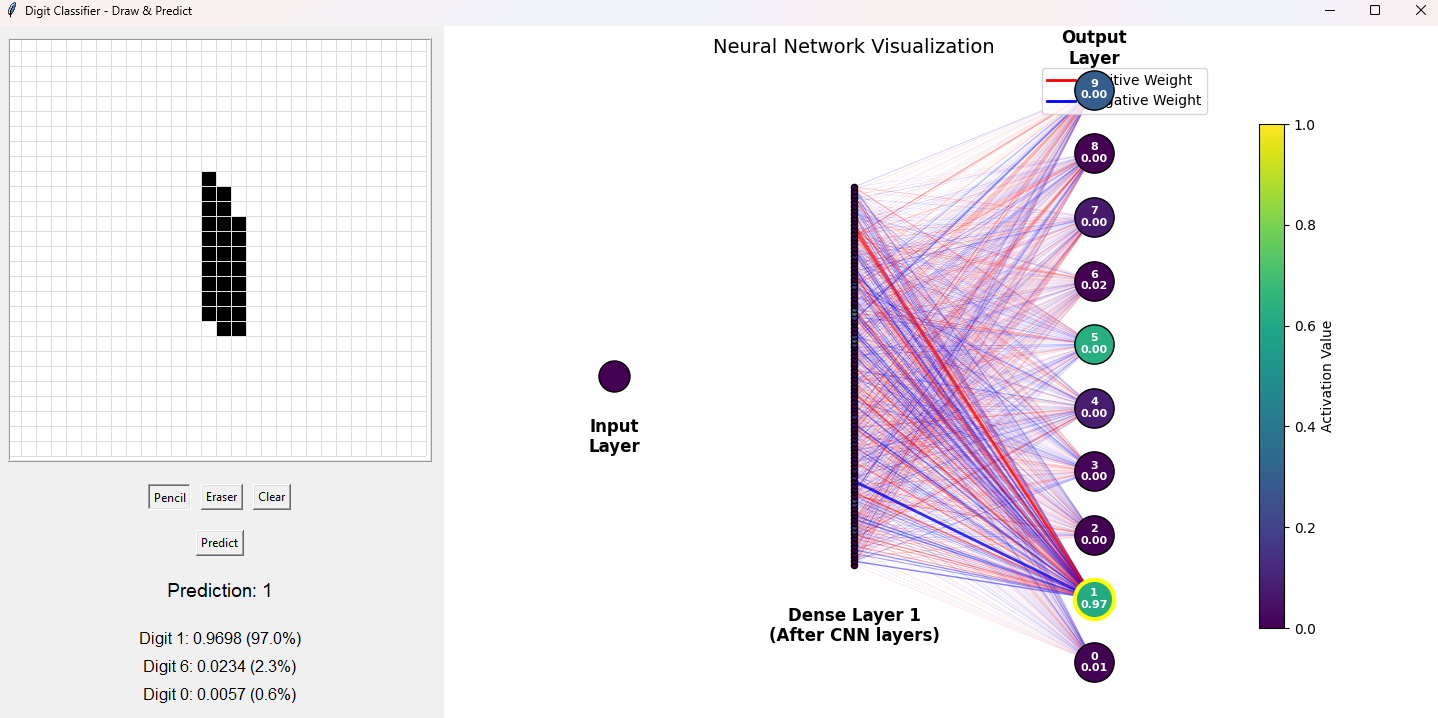 Digit Classifier - Draw & Predict
Pencil
Eraser
Clear
Predict
Prediction: 1
Digit 1: 0.9698 (97.0%)
Digit 6: 0.0234 (2.3%)
Digit 0: 0.0057 (0.6%)
Neural Network Visualization
Input
Layer
Dense Layer 1
(After CNN layers)
Output
Layer
Weight
Weight
9
0.00
8
0.00
7
0.00
6
0.02
5
0.00
4
0.00
3
0.00
2
0.00
1
0.97
0
0.01
1.0
0.8
0.6
0.4
0.2
0.0
Activation Value